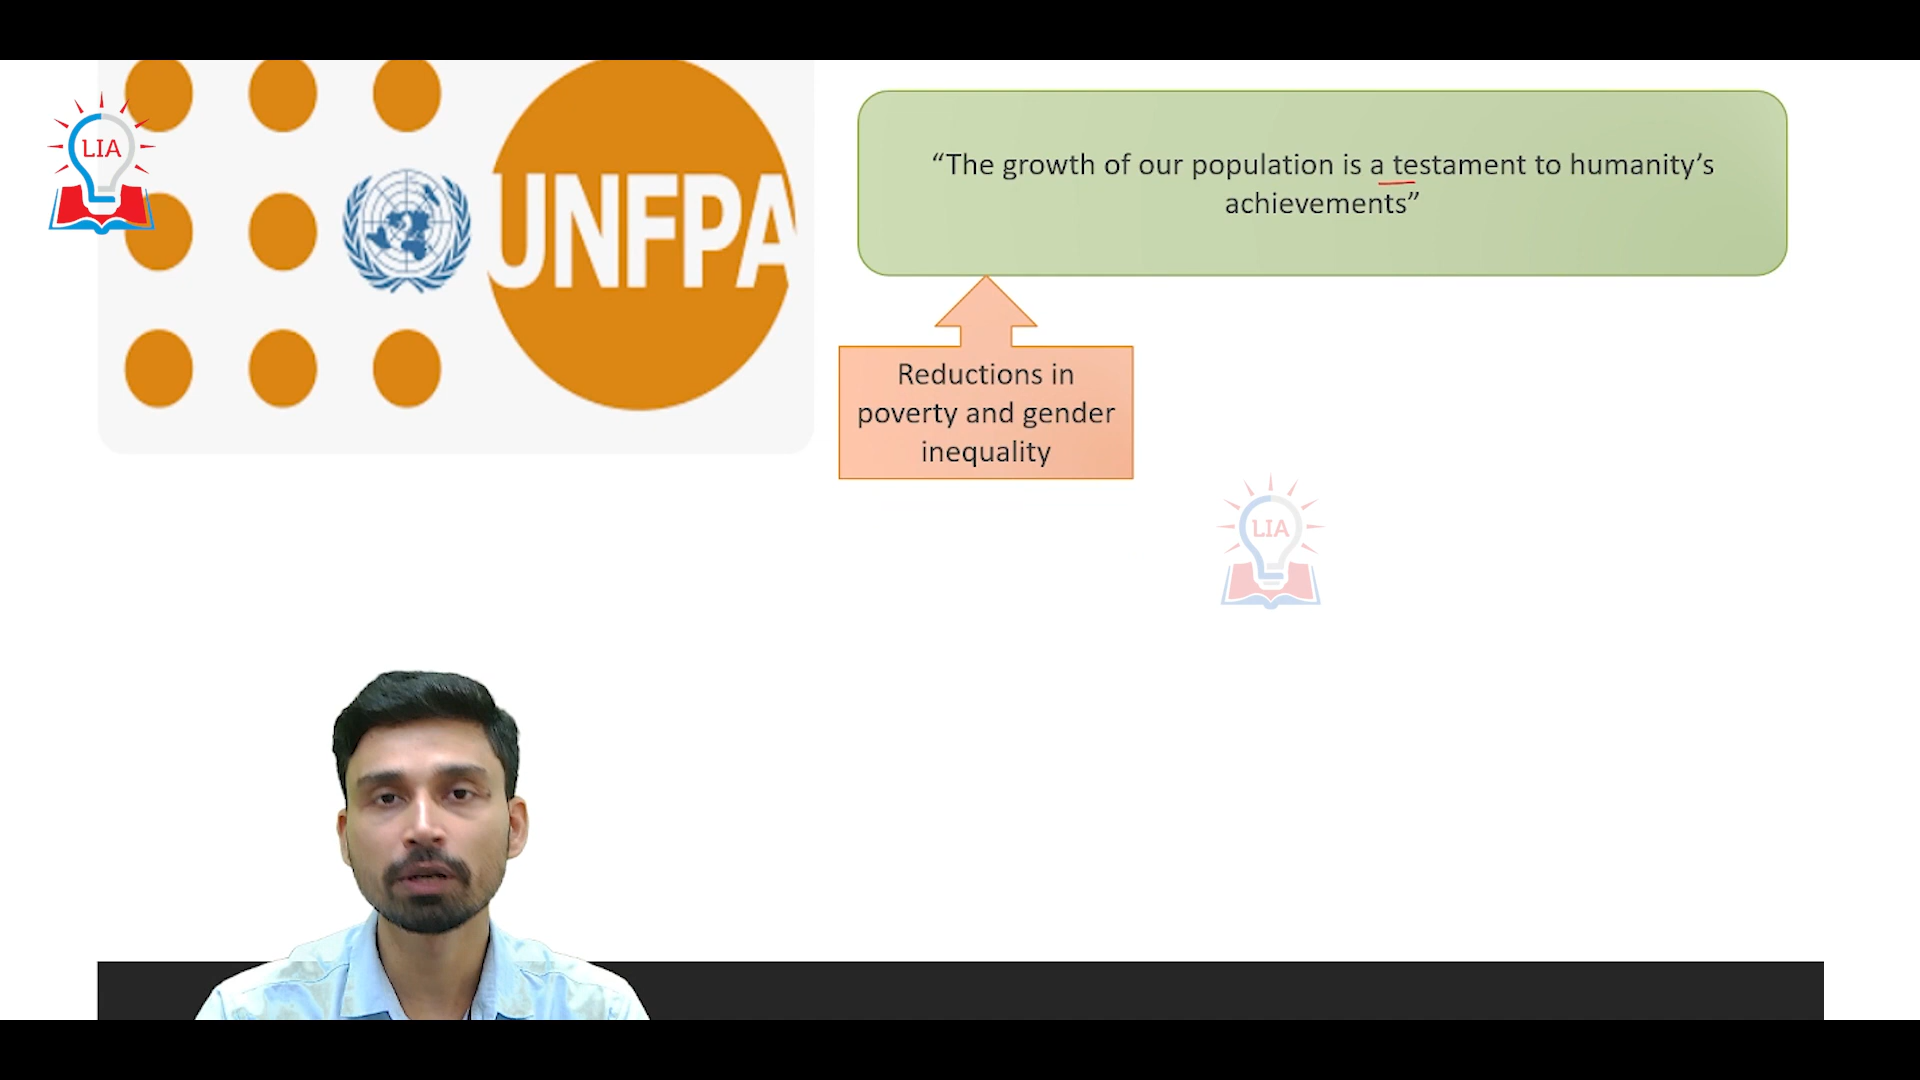 LIA
UNFPA
“The growth of our population is a testament to humanity’s
achievements”
Reductions in
poverty and gender
inequality
LIA